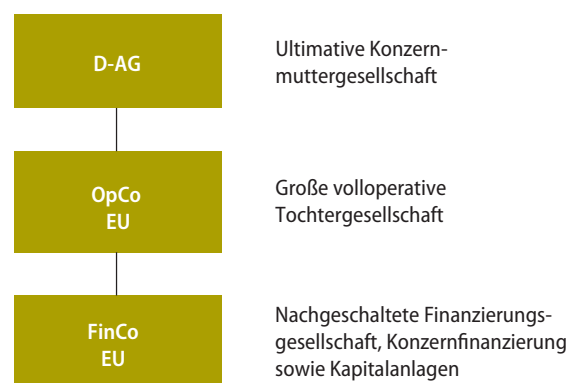 D-AG
Ultimative Konzern-
muttergesellschaft
OpCo
EU
Große volloperative
Tochtergesellschaft
FinCo
EU
Nachgeschaltete Finanzierungs-
gesellschaft, Konzernfinanzierung
sowie Kapitalanlagen